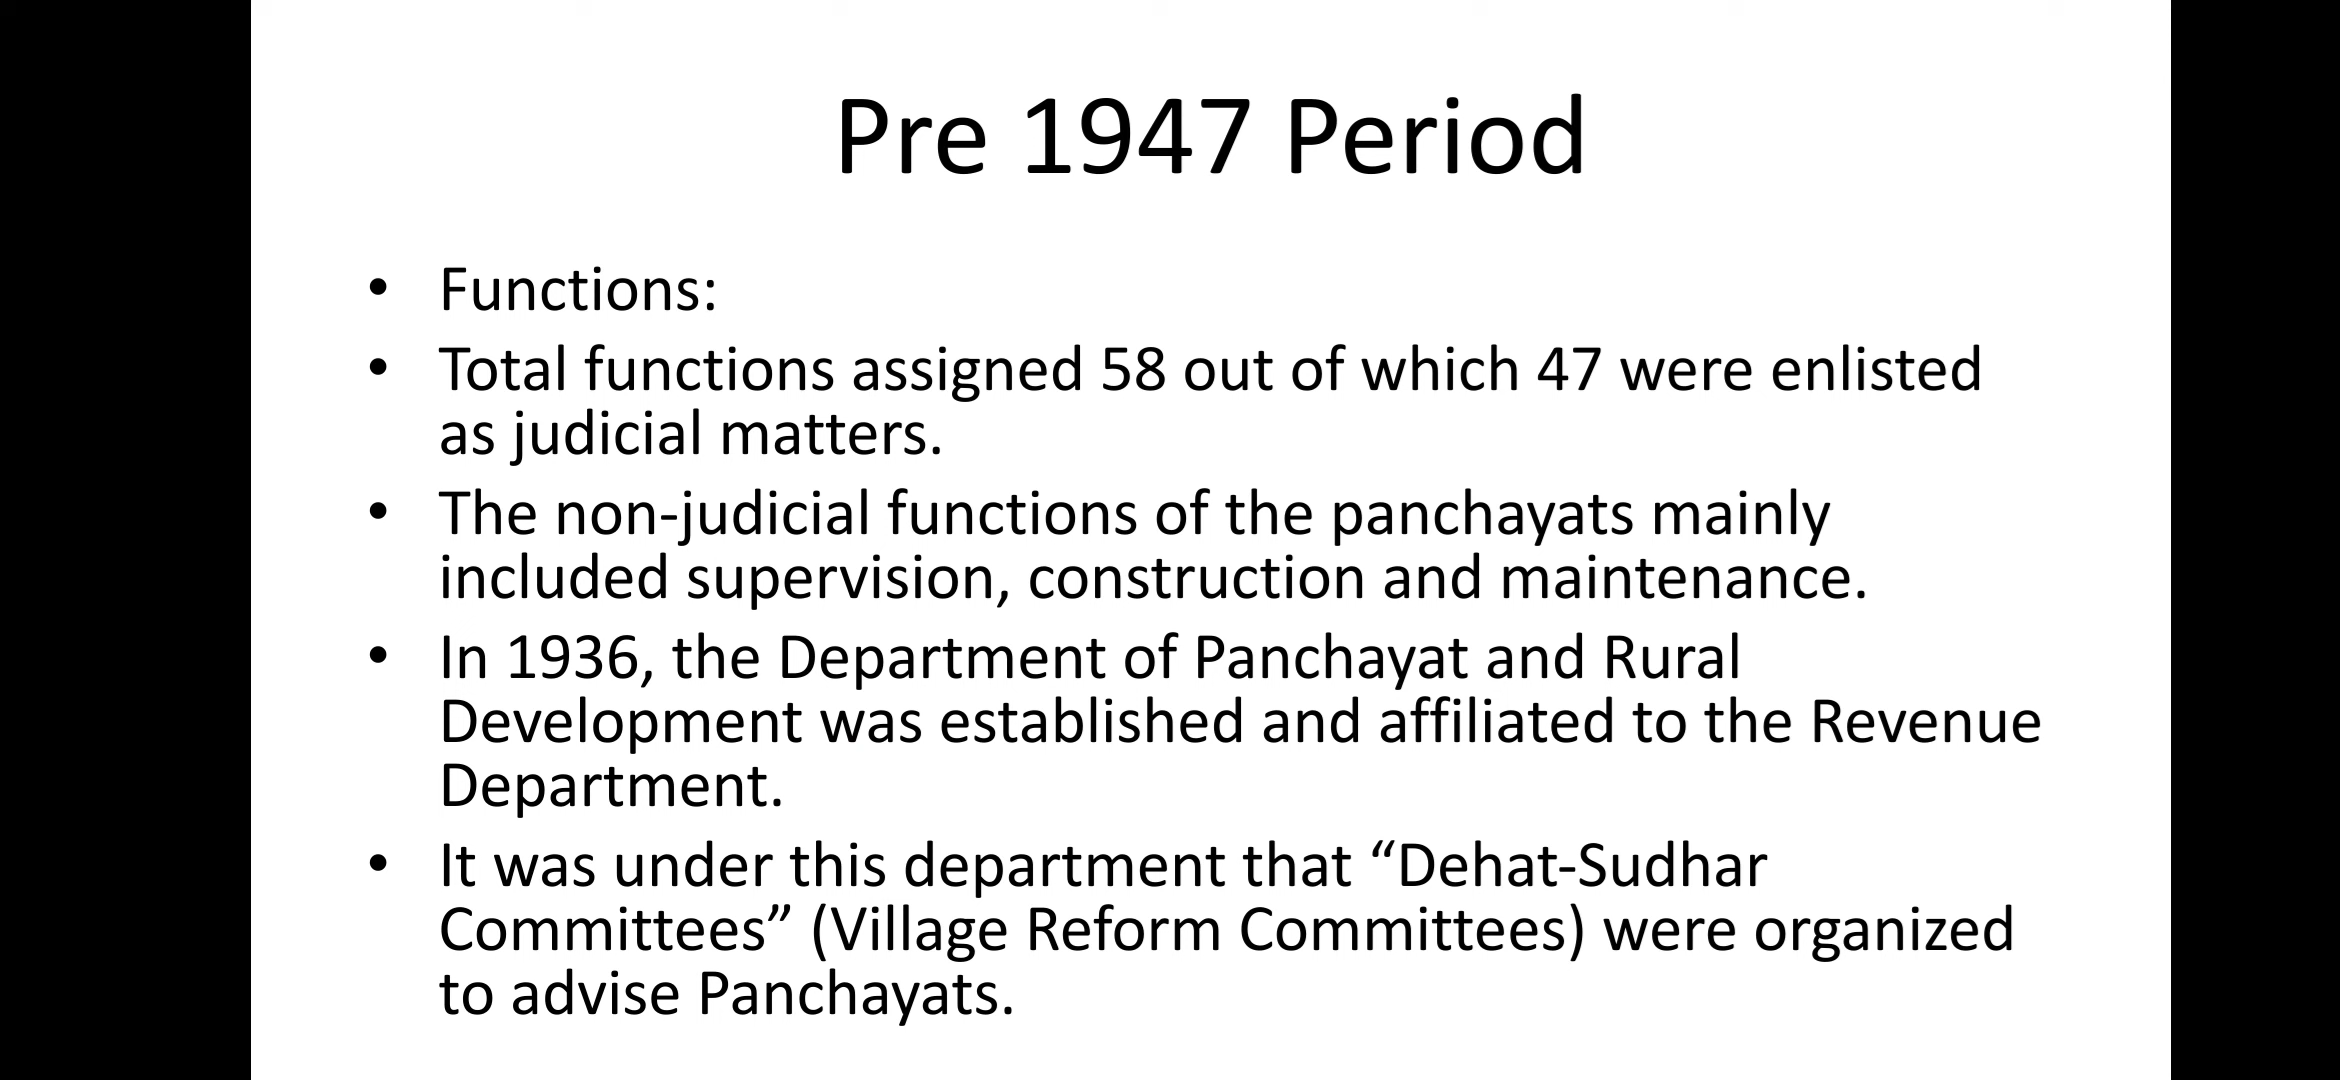 Pre 1947 Period
• Functions:
• Total functions assigned 58 out of which 47 were enlisted
as judicial matters.
• The non-judicial functions of the panchayats mainly
included supervision, construction and maintenance.
• In 1936, the Department of Panchayat and Rural
Development was established and affiliated to the Revenue
Department.
• It was under this department that “Dehat-Sudhar
Committees” (Village Reform Committees) were organized
to advise Panchayats.